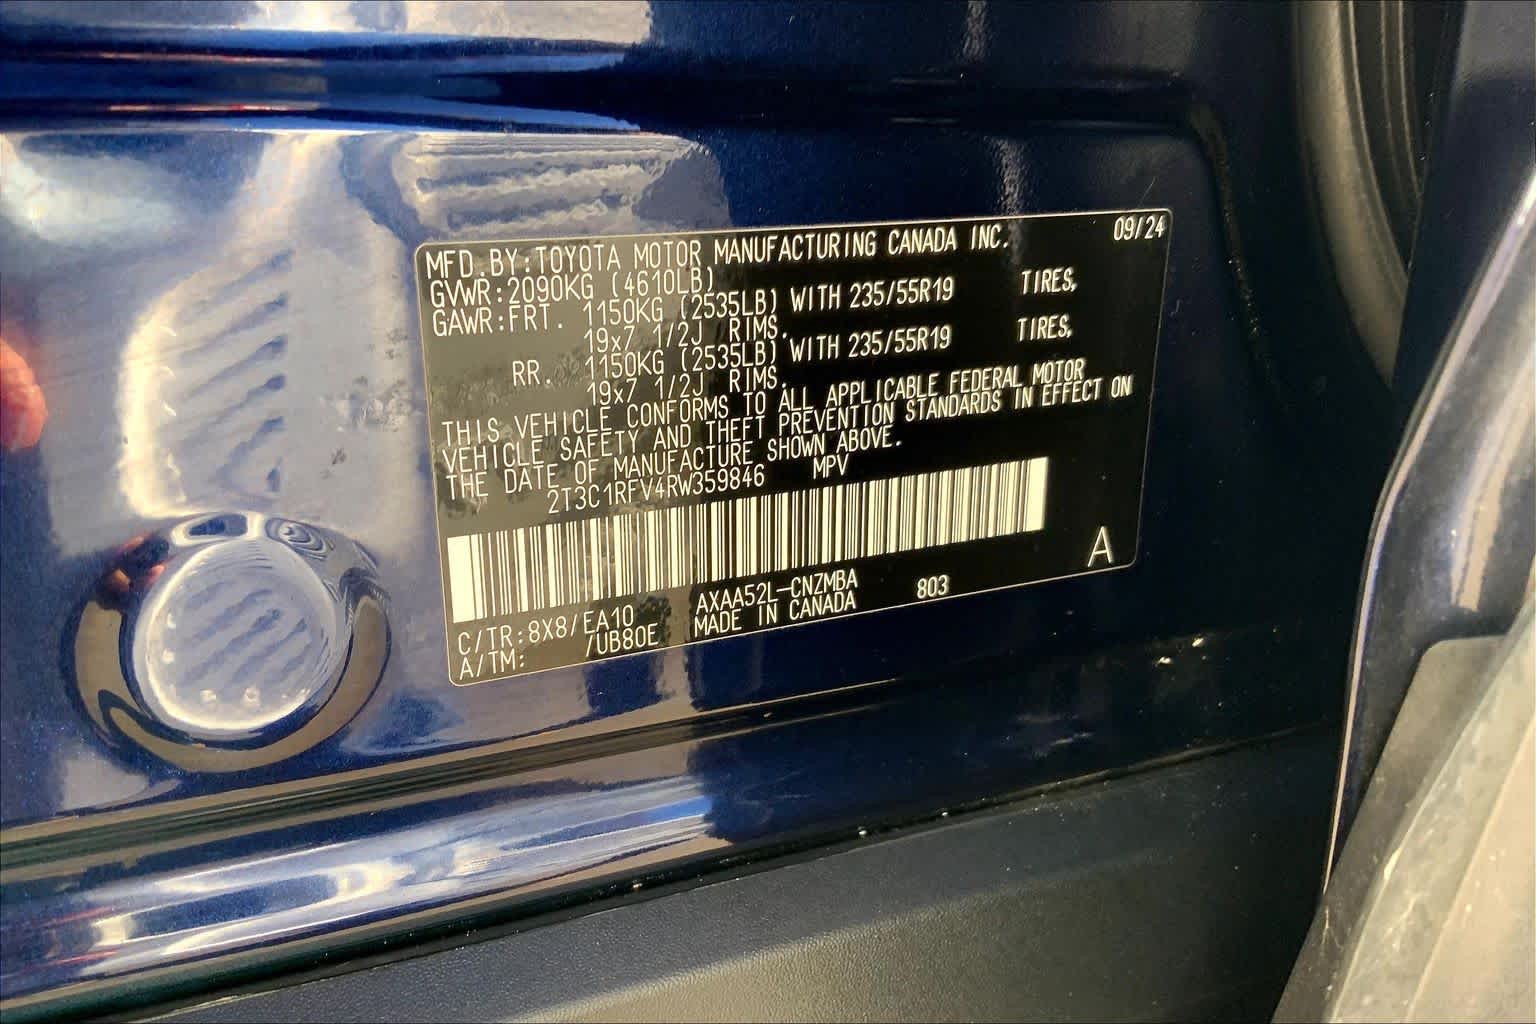 MFD.BY:TOYOTA MOTOR MANUFACTURING CANADA INC. 09/24
GVWR:2090KG (4610LB)
GAWR:FRT. 1150KG (2535LB) WITH 235/55R19 TIRES,
19x7 1/2J RIMS.
RR. 1150KG (2535LB) WITH 235/55R19 TIRES,
19x7 1/2J RIMS.
THIS VEHICLE CONFORMS TO ALL APPLICABLE FEDERAL MOTOR
VEHICLE SAFETY AND THEFT PREVENTION STANDARDS IN EFFECT ON
THE DATE OF MANUFACTURE SHOWN ABOVE.
2T3C1RFV4RW359846 MPV
A
C/TR:8X8/EA10 AXAA52L-CNZMBA 803
A/TM: /UB80E MADE IN CANADA